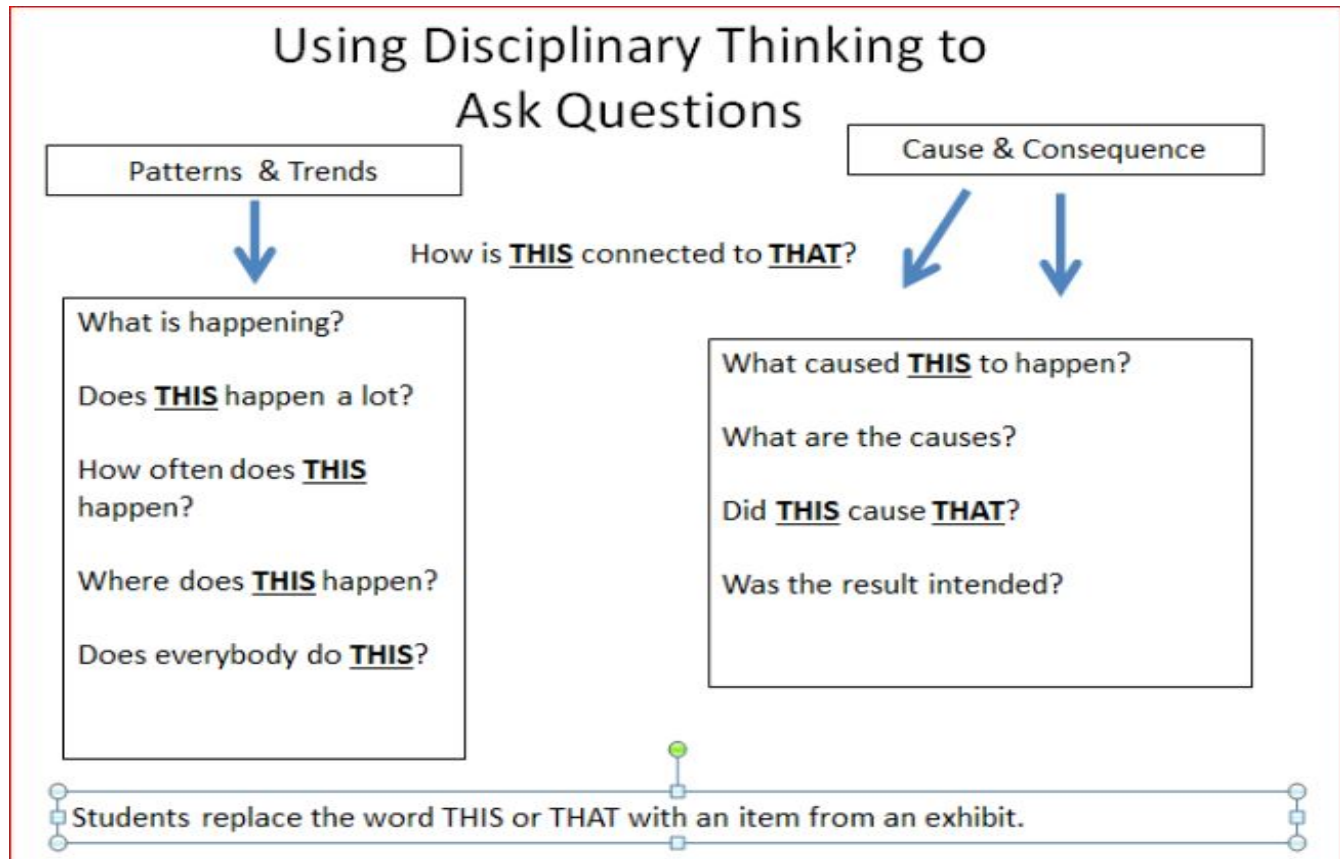 Using Disciplinary Thinking to
Ask Questions
Patterns & Trends
Cause & Consequence
How is THIS connected to THAT?
What is happening?
Does THIS happen a lot?
How often does THIS
happen?
Where does THIS happen?
Does everybody do THIS?
What caused THIS to happen?
What are the causes?
Did THIS cause THAT?
Was the result intended?
Students replace the word THIS or THAT with an item from an exhibit.